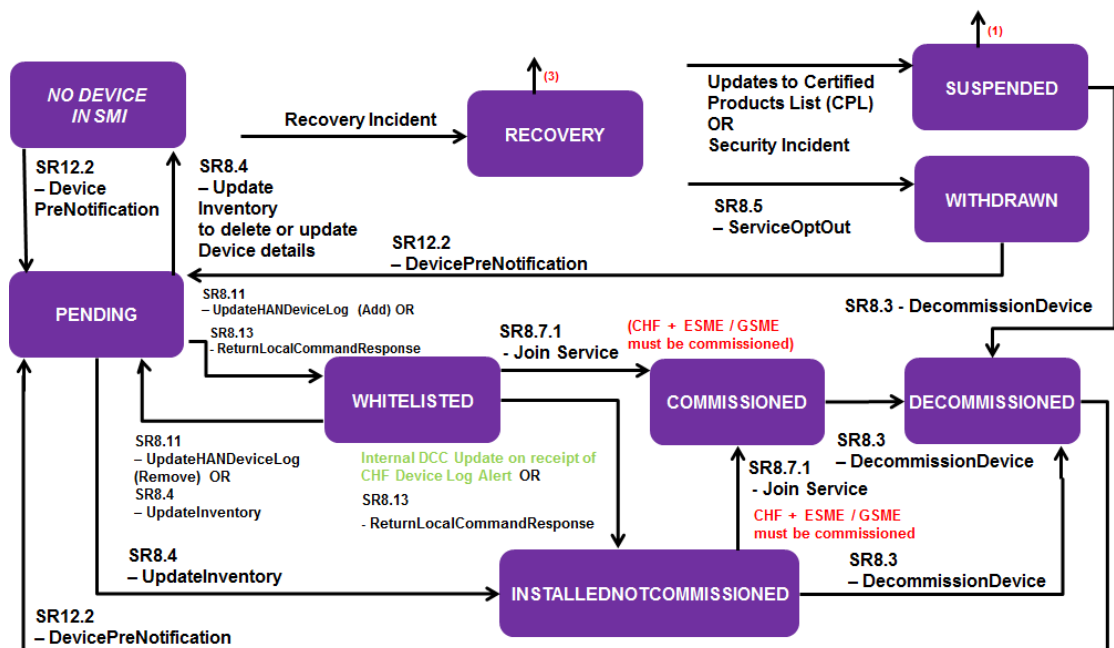 NO DEVICE
IN SMI
SR12.2
– Device
PreNotification
SR8.4
– Update
Inventory
to delete or update
Device details
Recovery Incident
(3)
RECOVERY
(1)
SUSPENDED
Updates to Certified
Products List (CPL)
OR
Security Incident
WITHDRAWN
SR8.5
– ServiceOptOut
SR12.2
– DevicePreNotification
PENDING
SR8.11
– UpdateHANDeviceLog (Add) OR
SR8.13
- ReturnLocalCommandResponse
SR8.7.1
- Join Service
(CHF + ESME / GSME
must be commissioned)
SR8.3 - DecommissionDevice
WHITELISTED
COMMISSIONED
DECOMMISSIONED
SR8.11
– UpdateHANDeviceLog
(Remove) OR
SR8.4
– UpdateInventory
Internal DCC Update on receipt of
CHF Device Log Alert OR
SR8.13
- ReturnLocalCommandResponse
SR8.7.1
- Join Service
CHF + ESME / GSME
must be commissioned
SR8.3
– DecommissionDevice
SR8.4
– UpdateInventory
INSTALLEDNOTCOMMISSIONED
SR8.3
– DecommissionDevice
SR12.2
– DevicePreNotification